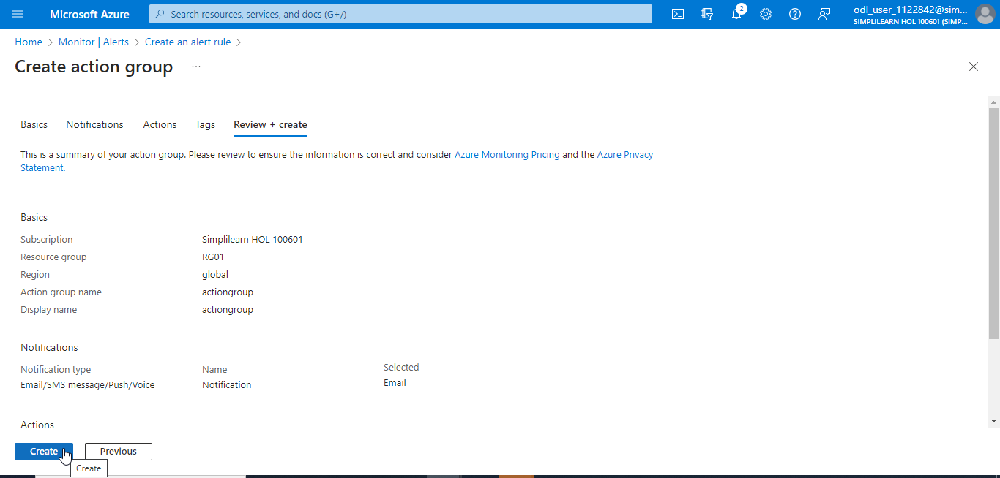 Microsoft Azure
Search resources, services, and docs (G+/)
2
odl_user_1122842@sim...
SIMPLILEARN HOL 100601 (SIMP...
Home > Monitor | Alerts > Create an alert rule >
Create action group ...
Basics Notifications Actions Tags Review + create
This is a summary of your action group. Please review to ensure the information is correct and consider Azure Monitoring Pricing and the Azure Privacy
Statement.
Basics
Subscription Simplilearn HOL 100601
Resource group RG01
Region global
Action group name actiongroup
Display name actiongroup
Notifications
Notification type Name Selected
Email/SMS message/Push/Voice Notification Email
Actions
Create Previous
Create